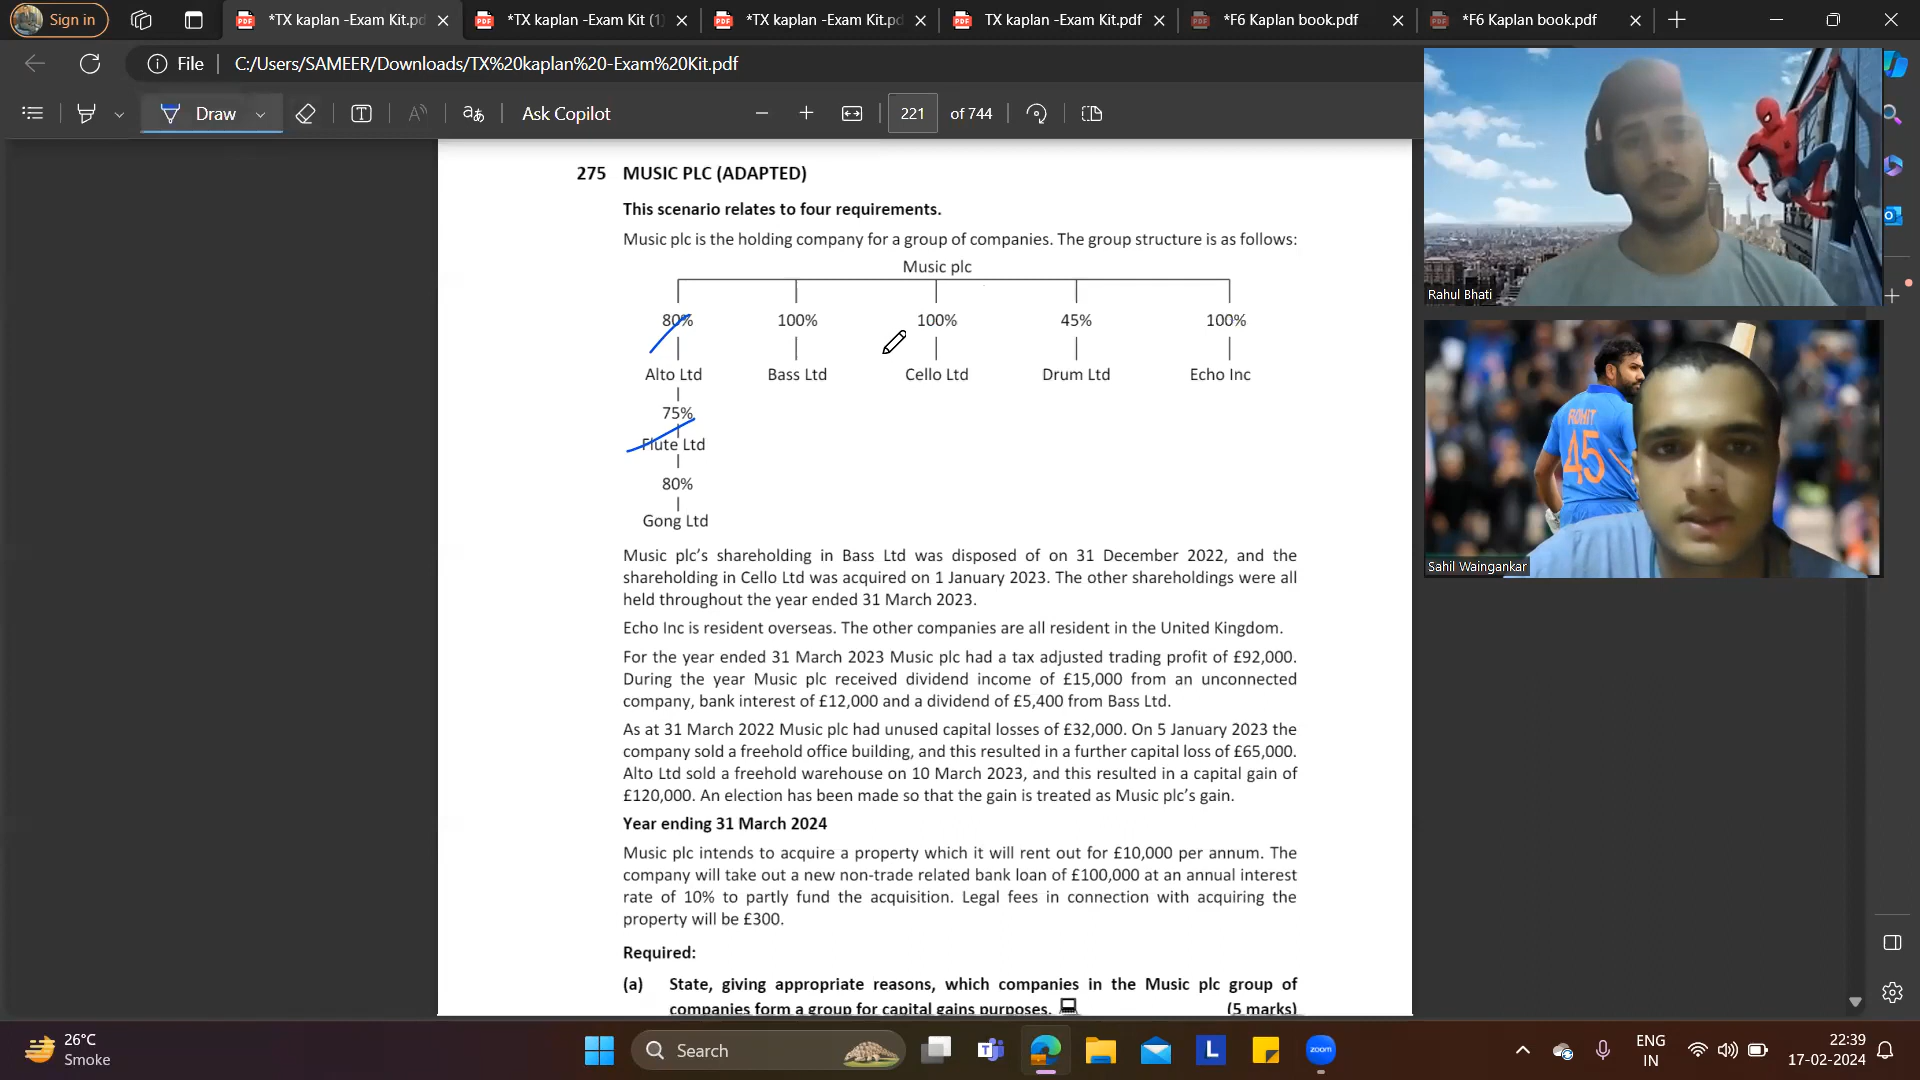 Sign in
*TX kaplan -Exam Kit.pd
*TX kaplan -Exam Kit (1)
*TX kaplan -Exam Kit.pd
TX kaplan -Exam Kit.pdf
*F6 Kaplan book.pdf
*F6 Kaplan book.pdf
File
C:/Users/SAMEER/Downloads/TX%20kaplan%20-Exam%20Kit.pdf
Draw
Ask Copilot
221 of 744
275 MUSIC PLC (ADAPTED)
This scenario relates to four requirements.
Music plc is the holding company for a group of companies. The group structure is as follows:
Music plc
80% 100% 100% 45% 100%
Alto Ltd Bass Ltd Cello Ltd Drum Ltd Echo Inc
75%
Flute Ltd
80%
Gong Ltd
Music plc's shareholding in Bass Ltd was disposed of on 31 December 2022, and the
shareholding in Cello Ltd was acquired on 1 January 2023. The other shareholdings were all
held throughout the year ended 31 March 2023.
Echo Inc is resident overseas. The other companies are all resident in the United Kingdom.
For the year ended 31 March 2023 Music plc had a tax adjusted trading profit of £92,000.
During the year Music plc received dividend income of £15,000 from an unconnected
company, bank interest of £12,000 and a dividend of £5,400 from Bass Ltd.
As at 31 March 2022 Music plc had unused capital losses of £32,000. On 5 January 2023 the
company sold a freehold office building, and this resulted in a further capital loss of £65,000.
Alto Ltd sold a freehold warehouse on 10 March 2023, and this resulted in a capital gain of
£120,000. An election has been made so that the gain is treated as Music plc's gain.
Year ending 31 March 2024
Music plc intends to acquire a property which it will rent out for £10,000 per annum. The
company will take out a new non-trade related bank loan of £100,000 at an annual interest
rate of 10% to partly fund the acquisition. Legal fees in connection with acquiring the
property will be £300.
Required:
(a) State, giving appropriate reasons, which companies in the Music plc group of
companies form a group for capital gains purposes. (5 marks)
Rahul Bhati
ROHIT
45
Sahil Waingankar
26°C
Smoke
Search
L
zoom
ENG
IN
22:39
17-02-2024